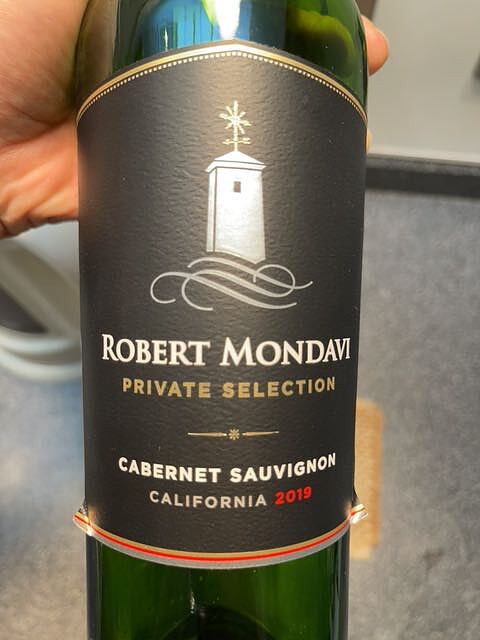 ROBERT MONDAVI
PRIVATE SELECTION
CABERNET SAUVIGNON
CALIFORNIA 2019